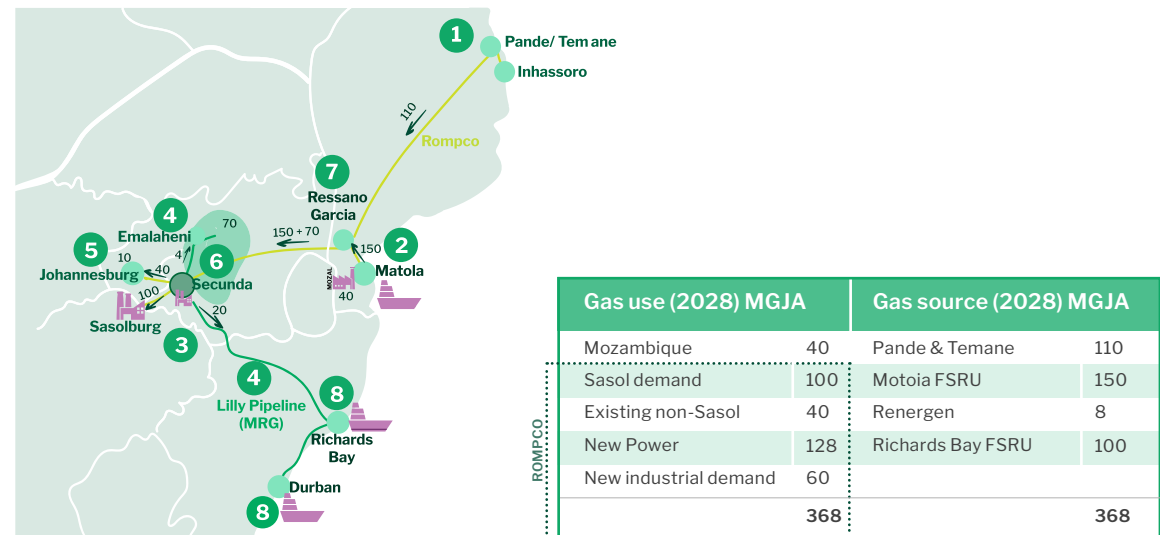 1
Pande/ Temane
Inhassoro
110
Rompco
7
Ressano
Garcia
4
70
150 + 70
2
5
Emalaheni
150
10
4
6
Matola
Johannesburg
40
Secunda
MOZAL
40
100
20
Sasolburg
3
4
8
Lilly Pipeline
(MRG)
Richards
Bay
Durban
8
Gas use (2028) MGJA
Gas source (2028) MGJA
Mozambique 40 Pande & Temane 110
Sasol demand 100 Motoia FSRU 150
Existing non-Sasol 40 Renergen 8
New Power 128 Richards Bay FSRU 100
New industrial demand 60
368 368
ROMPCO